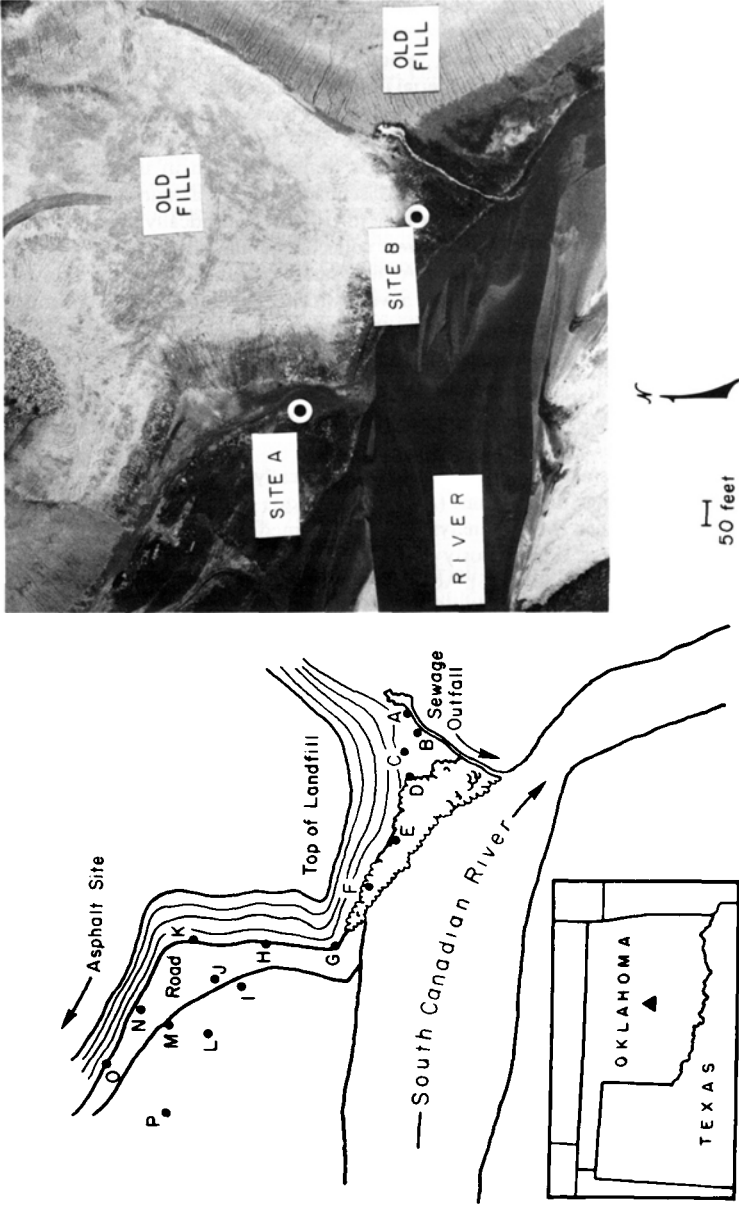 Asphalt Site
Top of Landfill
Road
A
B
C
D
E
F
G
H
I
J
K
L
M
N
O
P
Sewage
Outfall
South Canadian River
OKLAHOMA
TEXAS
OLD
FILL
OLD
FILL
SITE A
SITE B
RIVER
N
50 feet